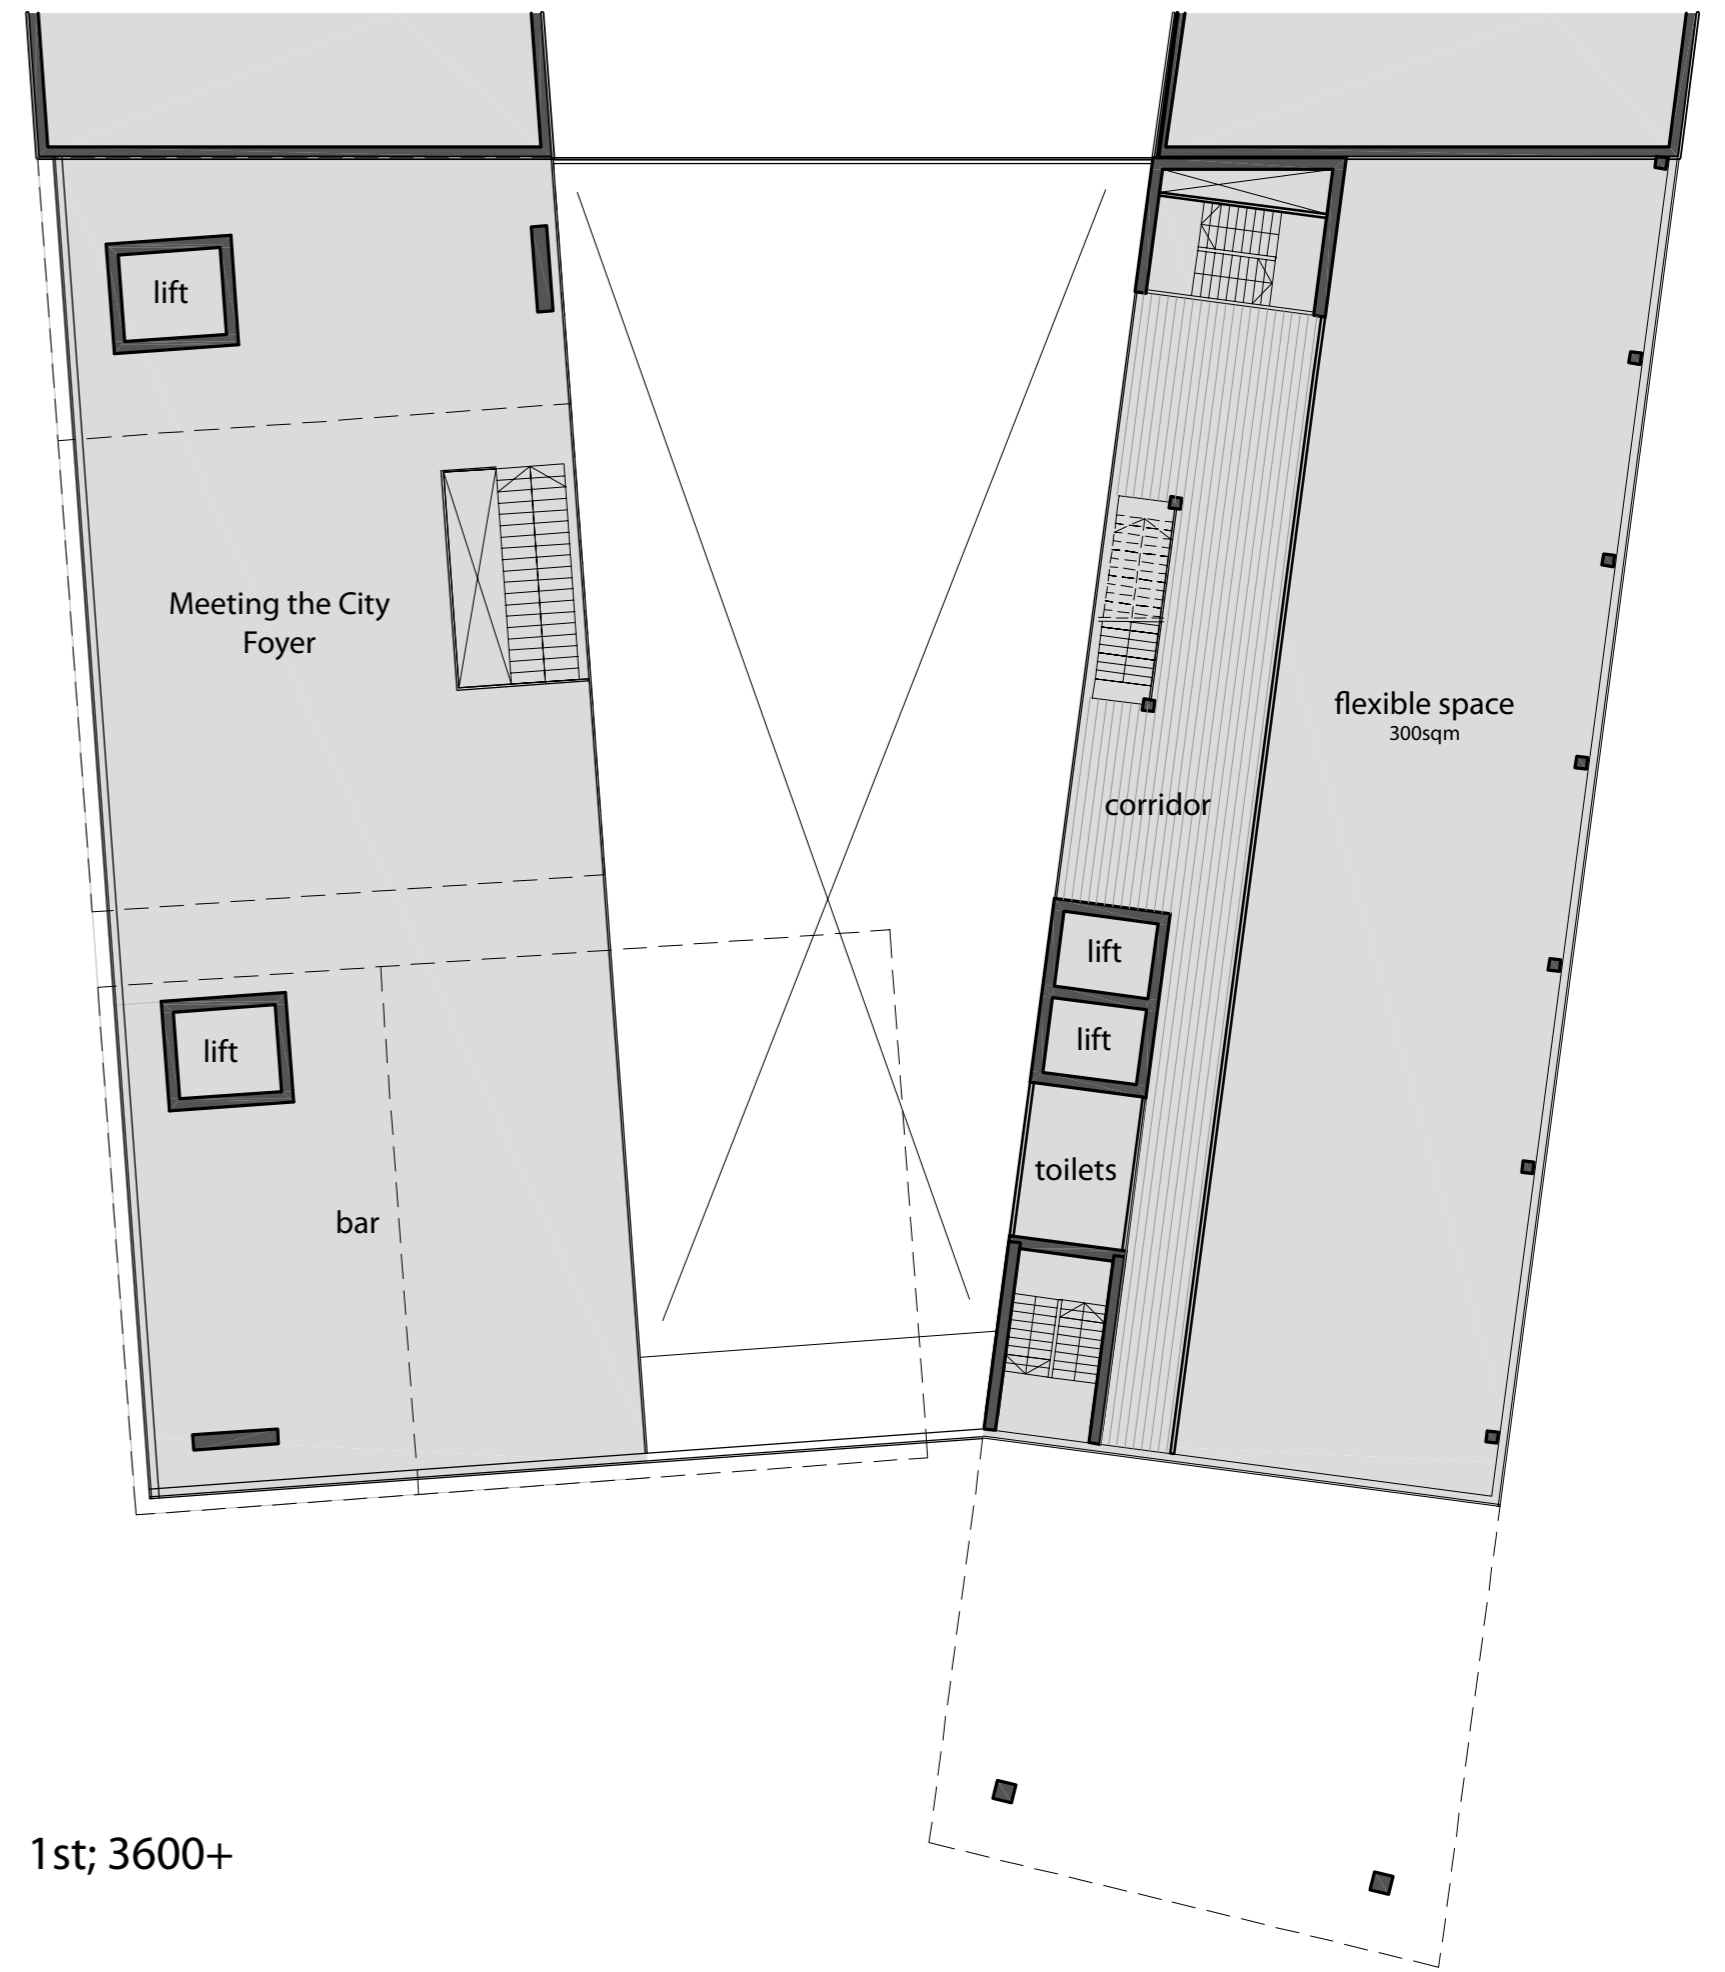 lift
Meeting the City
Foyer
flexible space
300sqm
corridor
lift
lift
lift
toilets
bar
1st; 3600+